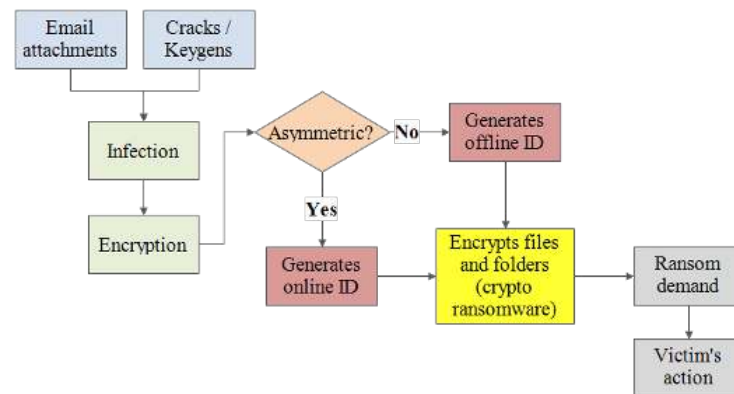 Email
attachments
Cracks /
Keygens
Infection
Encryption
Asymmetric?
No
Yes
Generates
offline ID
Generates
online ID
Encrypts files
and folders
(crypto
ransomware)
Ransom
demand
Victim's
action